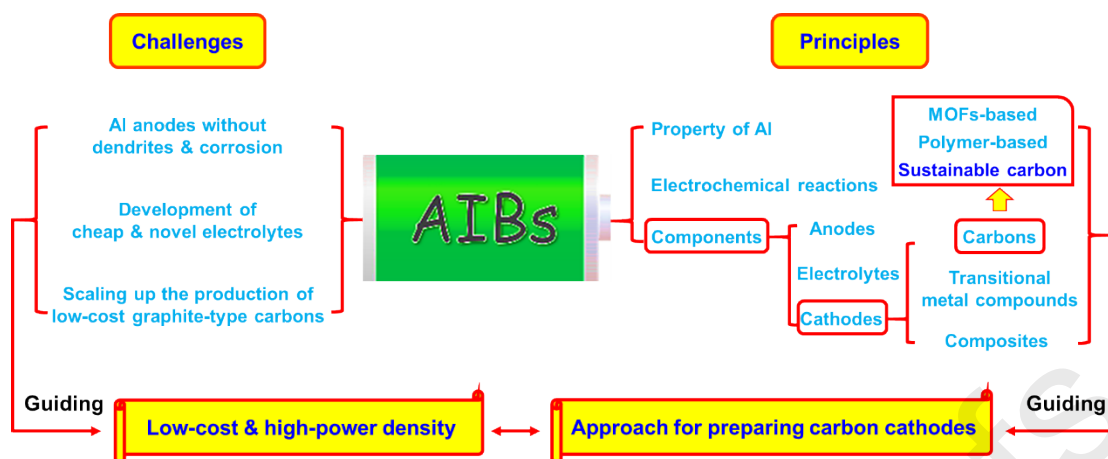 Challenges
Principles
Al anodes without
dendrites & corrosion
Development of
cheap & novel electrolytes
Scaling up the production of
low-cost graphite-type carbons
AIBs
Property of Al
Electrochemical reactions
Components
Anodes
Electrolytes
Cathodes
MOFs-based
Polymer-based
Sustainable carbon
Carbons
Transitional
metal compounds
Composites
Guiding
Low-cost & high-power density
Approach for preparing carbon cathodes
Guiding